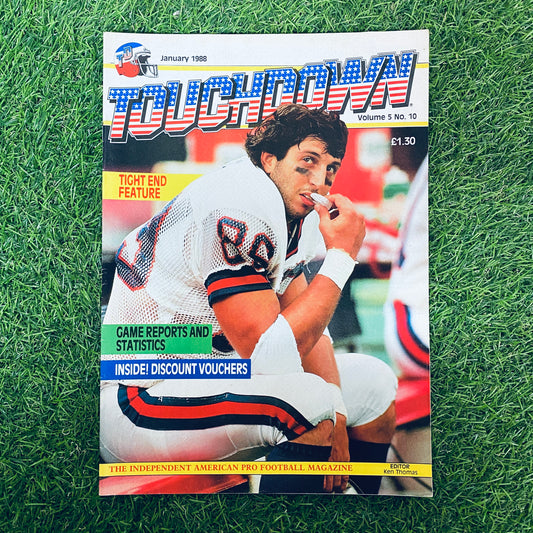 January 1988
TOUCHDOWN
Volume 5 No. 10
£1.30
TIGHT END
FEATURE
86
GAME REPORTS AND
STATISTICS
INSIDE! DISCOUNT VOUCHERS
THE INDEPENDENT AMERICAN PRO FOOTBALL MAGAZINE
EDITOR
Ken Thomas